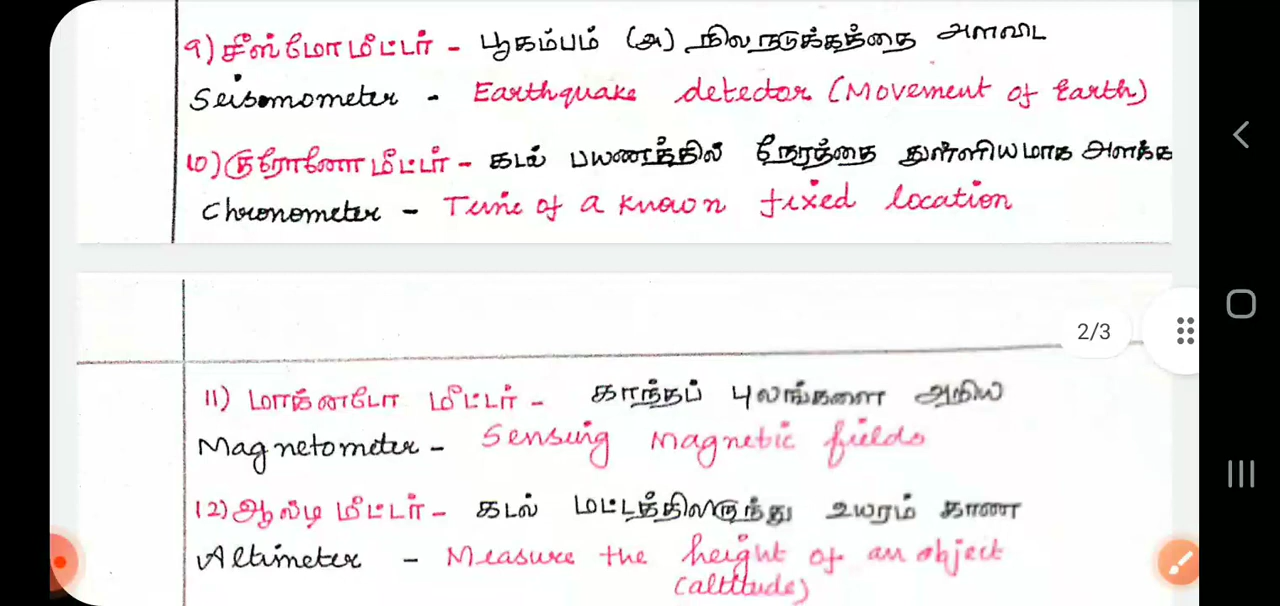 9) சீஸ்மோமீட்டர் - பூகம்பம் (அ) நிலநடுக்கத்தை அளவிட
Seisomometer - Earthquake detector (Movement of Earth)
10) குரோனோமீட்டர் - கடல் பயணத்தில் நேரத்தை துள்ளியமாக அளக்க
Chronometer - Time of a known fixed location
2/3
11) மாக்னடோ மீட்டர் - காந்தப் புலங்களை அறிய
Magnetometer - Sensing magnetic fields
12) ஆல்டி மீட்டர் - கடல் மட்டத்திலிருந்து உயரம் காண
Altimeter - Measure the height of an object
(altitude)